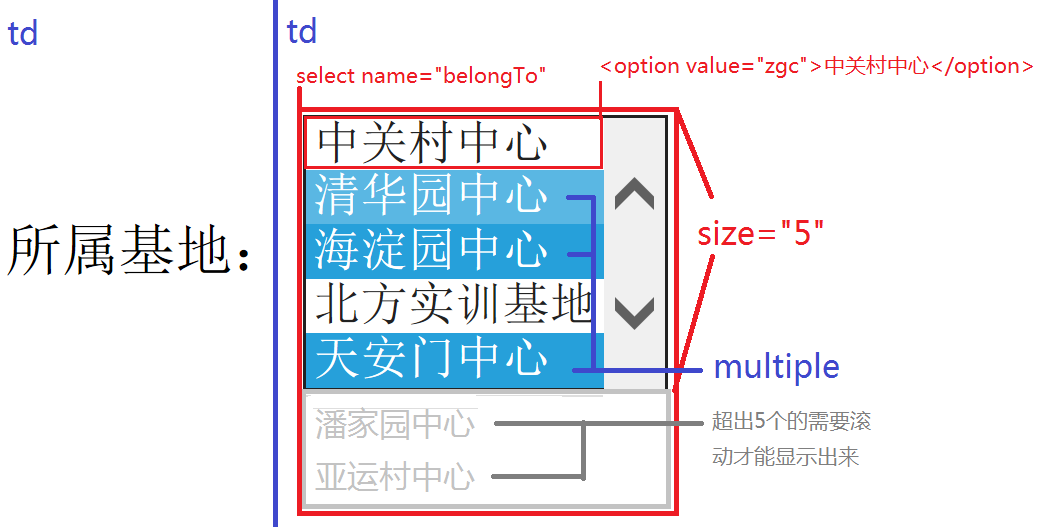 td
td
select name="belongTo"
<option value="zgc">中关村中心</option>
中关村中心
清华园中心
海淀园中心
size="5"
所属基地：
北方实训基地
天安门中心
multiple
潘家园中心
超出5个的需要滚
动才能显示出来
亚运村中心